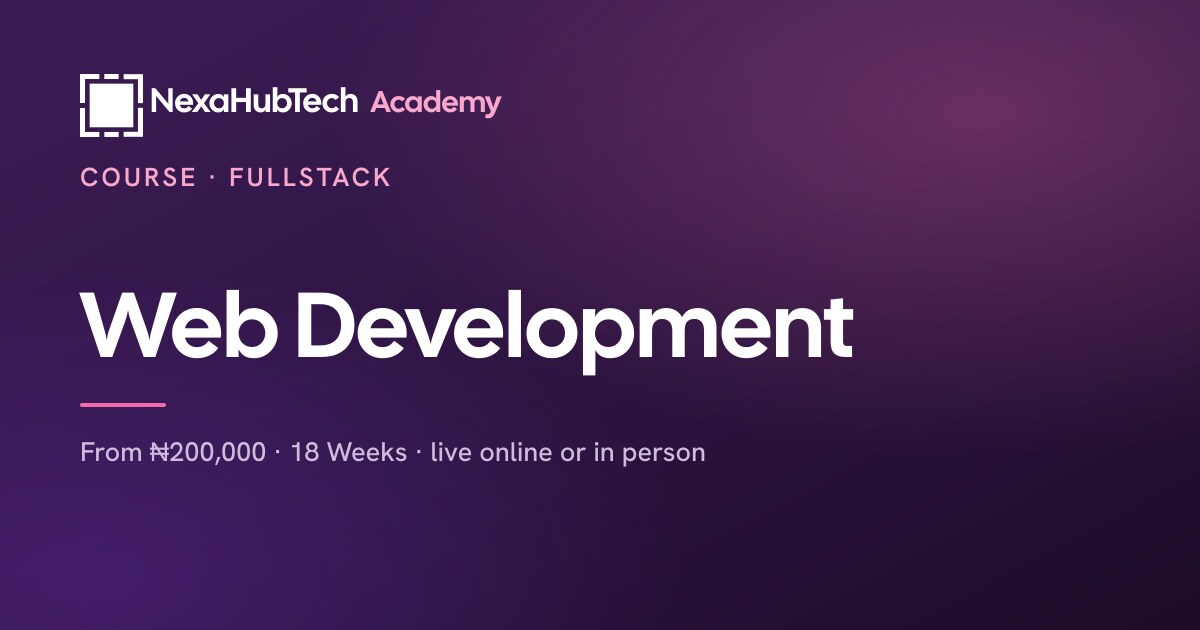 NexaHubTech Academy
COURSE · FULLSTACK
Web Development
From ₦200,000 · 18 Weeks · live online or in person